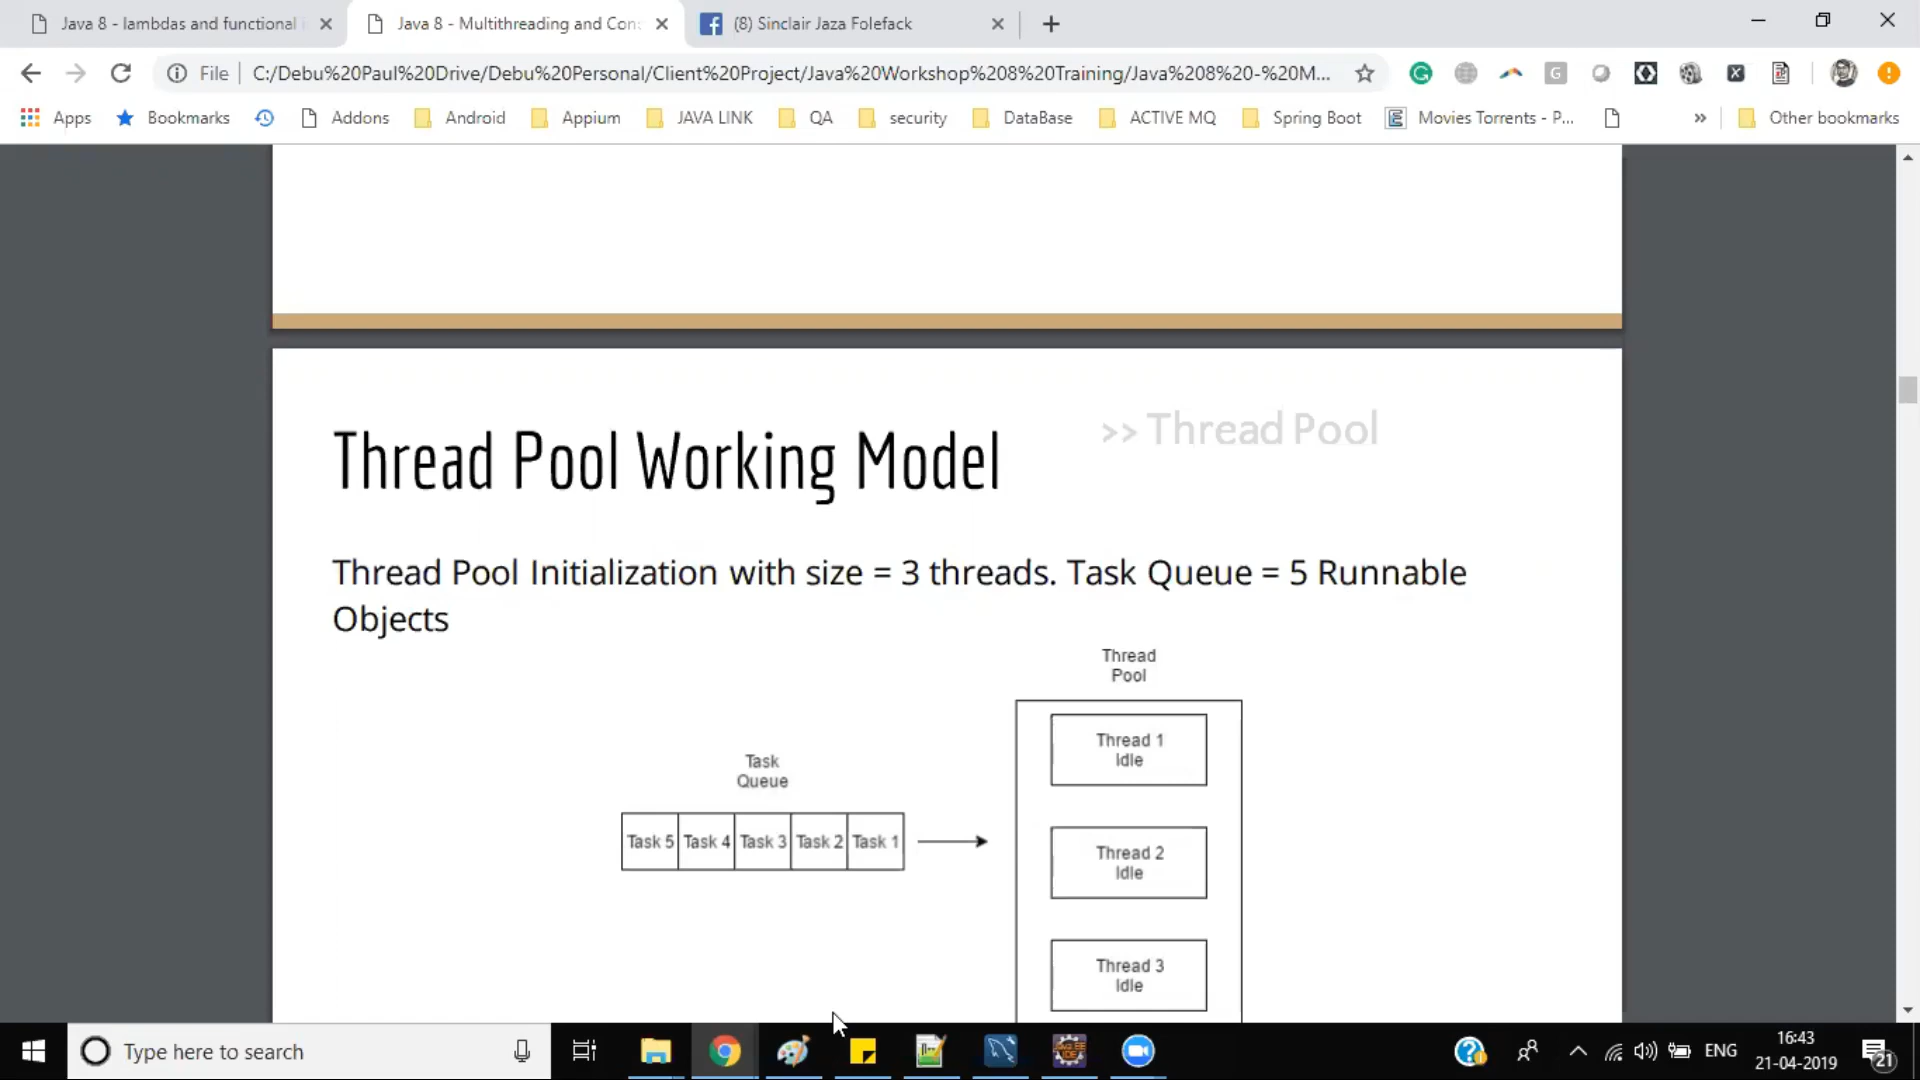 Java 8 - lambdas and functional
Java 8 - Multithreading and Con
(8) Sinclair Jaza Folefack
File
C:/Debu%20Paul%20Drive/Debu%20Personal/Client%20Project/Java%20Workshop%208%20Training/Java%208%20-%20M...
Apps
Bookmarks
Addons
Android
Appium
JAVA LINK
QA
security
DataBase
ACTIVE MQ
Spring Boot
Movies Torrents - P...
»
Other bookmarks
>> Thread Pool
Thread Pool Working Model
Thread Pool Initialization with size = 3 threads. Task Queue = 5 Runnable
Objects
Thread
Pool
Thread 1
Idle
Task
Queue
Task 5 Task 4 Task 3 Task 2 Task 1
Thread 2
Idle
Thread 3
Idle
Type here to search
ENG
16:43
21-04-2019
21